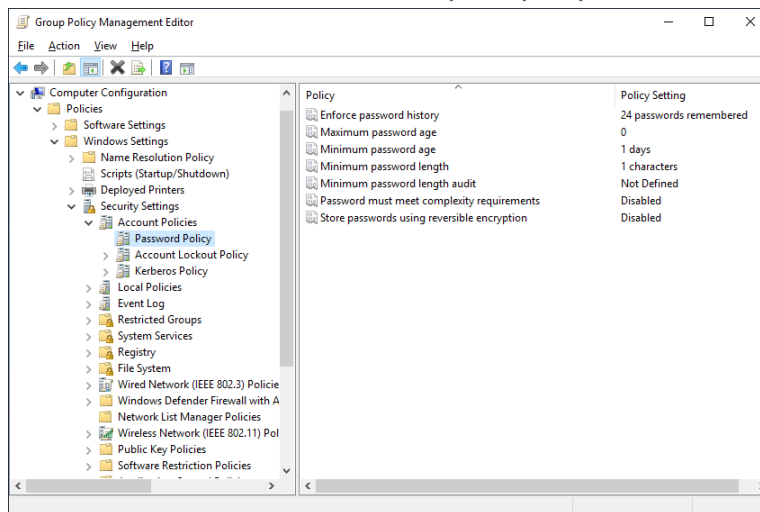 Group Policy Management Editor
File Action View Help
Computer Configuration
Policies
Software Settings
Windows Settings
Name Resolution Policy
Scripts (Startup/Shutdown)
Deployed Printers
Security Settings
Account Policies
Password Policy
Account Lockout Policy
Kerberos Policy
Local Policies
Event Log
Restricted Groups
System Services
Registry
File System
Wired Network (IEEE 802.3) Policie
Windows Defender Firewall with A
Network List Manager Policies
Wireless Network (IEEE 802.11) Pol
Public Key Policies
Software Restriction Policies
Policy Policy Setting
Enforce password history 24 passwords remembered
Maximum password age 0
Minimum password age 1 days
Minimum password length 1 characters
Minimum password length audit Not Defined
Password must meet complexity requirements Disabled
Store passwords using reversible encryption Disabled